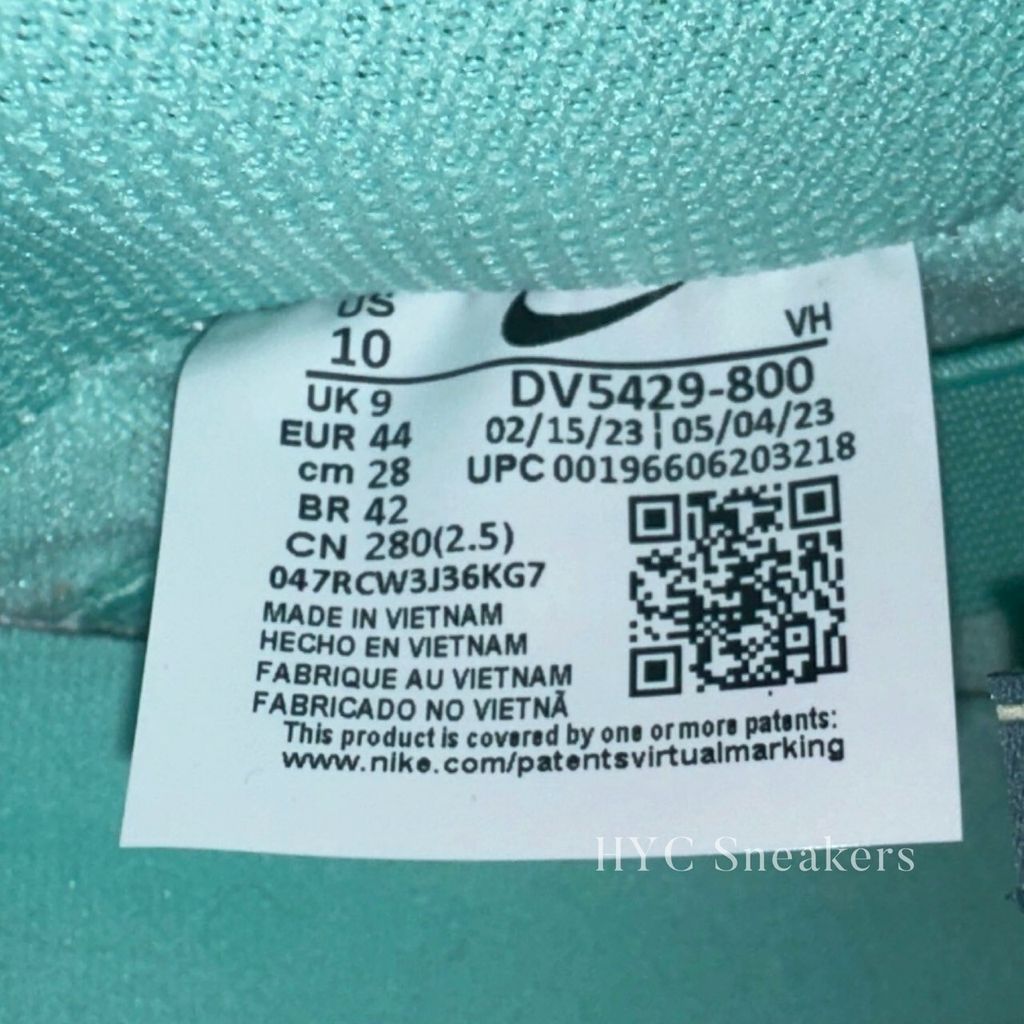 US
10
VH
UK 9
DV5429-800
EUR 44
02/15/23 | 05/04/23
cm 28
UPC 00196606203218
BR 42
CN 280(2.5)
047RCW3J36KG7
MADE IN VIETNAM
HECHO EN VIETNAM
FABRIQUE AU VIETNAM
FABRICADO NO VIETNÃ
This product is covered by one or more patents:
www.nike.com/patentsvirtualmarking
HYC Sneakers